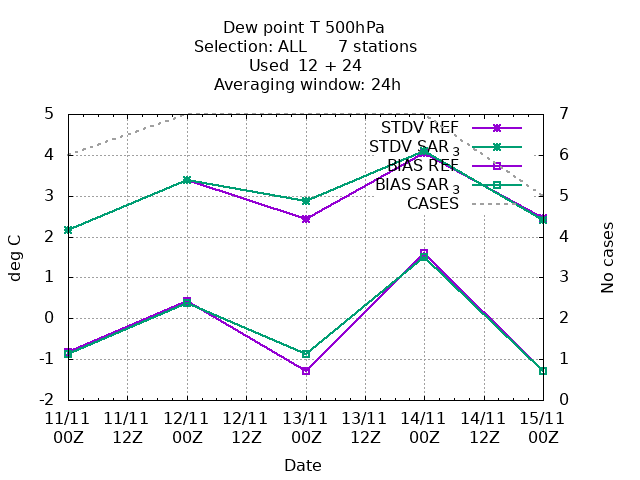 Dew point T 500hPa
Selection: ALL      7 stations
Used  12 + 24
Averaging window: 24h
STDV REF
STDV SAR 3
BIAS REF
BIAS SAR 3
CASES
5
4
3
2
1
0
-1
-2
7
6
5
4
3
2
1
0
deg C
No cases
11/11 11/11 12/11 12/11 13/11 13/11 14/11 14/11 15/11
00Z 12Z 00Z 12Z 00Z 12Z 00Z 12Z 00Z
Date